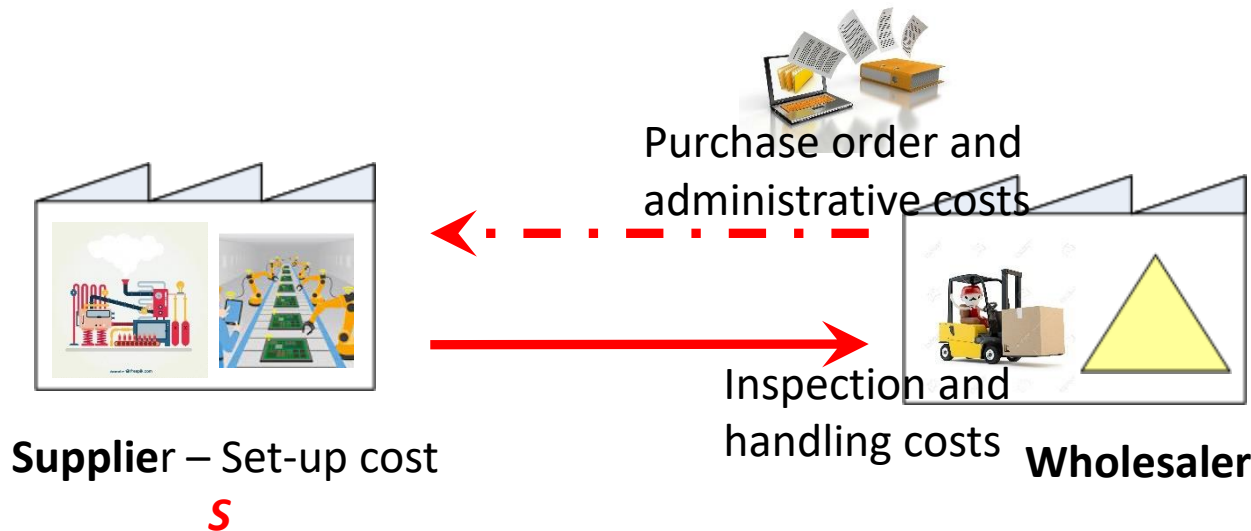 Purchase order and
administrative costs
Inspection and
handling costs
Supplier – Set-up cost
S
Wholesaler